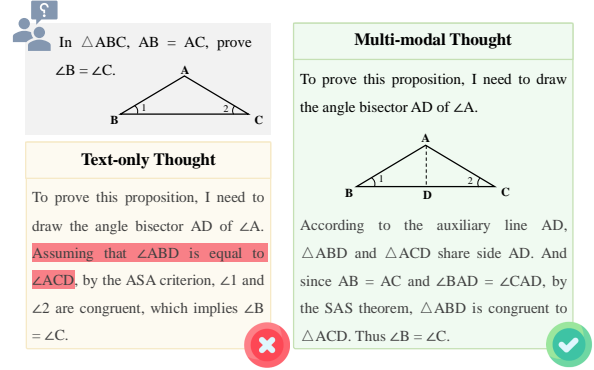 ?
In △ABC, AB = AC, prove
∠B = ∠C.
A
1
2
B
C
Text-only Thought
To prove this proposition, I need to
draw the angle bisector AD of ∠A.
Assuming that ∠ABD is equal to
∠ACD, by the ASA criterion, ∠1 and
∠2 are congruent, which implies ∠B
= ∠C.
Multi-modal Thought
To prove this proposition, I need to draw
the angle bisector AD of ∠A.
A
1
2
B
D
C
According to the auxiliary line AD,
△ABD and △ACD share side AD. And
since AB = AC and ∠BAD = ∠CAD, by
the SAS theorem, △ABD is congruent to
△ACD. Thus ∠B = ∠C.